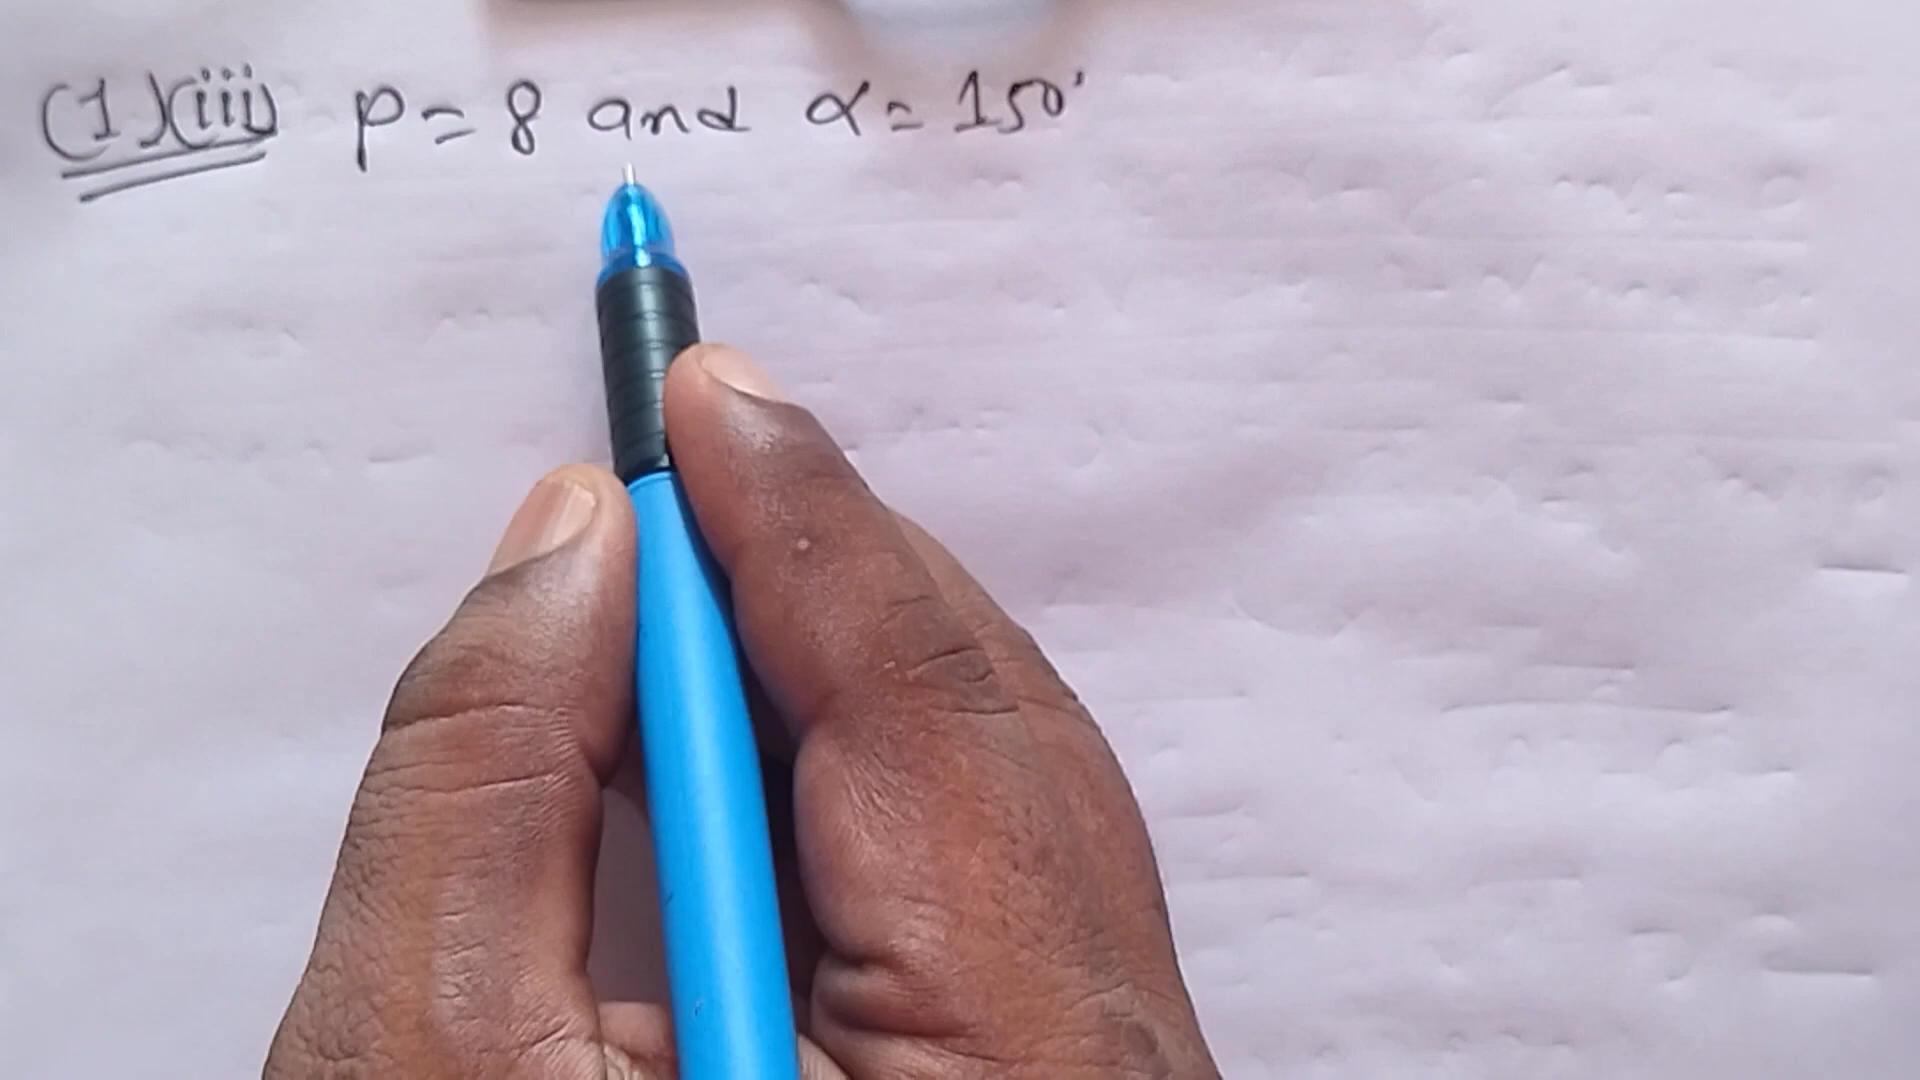 (1)(iii) p = 8 and α = 150°